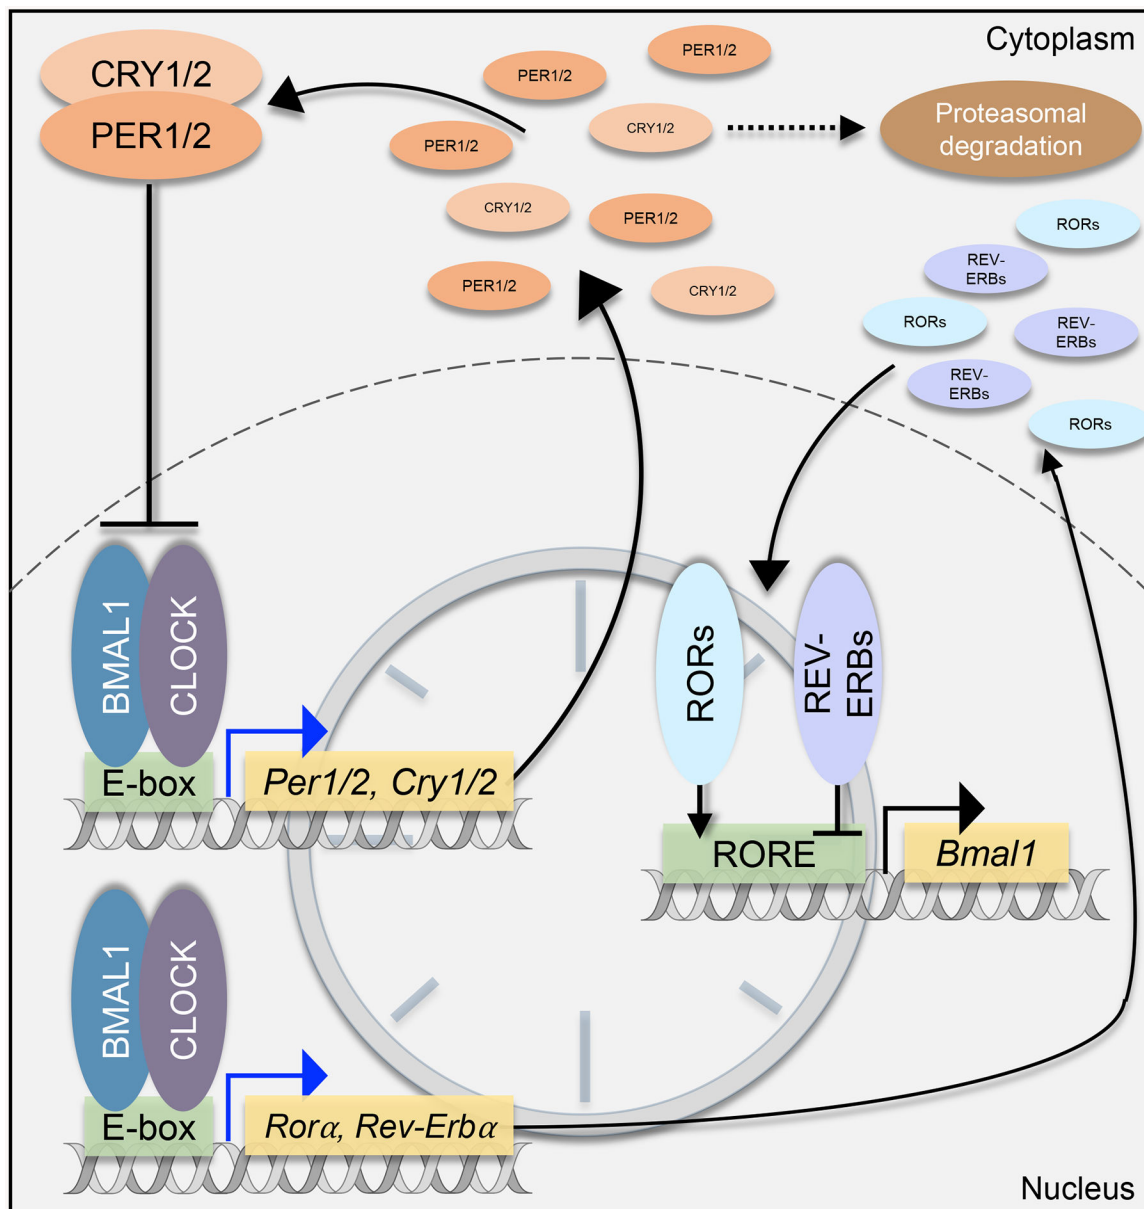 Cytoplasm
CRY1/2
PER1/2
PER1/2
PER1/2
PER1/2
CRY1/2
CRY1/2
PER1/2
PER1/2
CRY1/2
Proteasomal
degradation
RORs
REV-
ERBs
RORs
REV-
ERBs
REV-
ERBs
RORs
BMAL1
CLOCK
E-box
Per1/2, Cry1/2
RORs
REV-
ERBs
RORE
Bmal1
BMAL1
CLOCK
E-box
Rorα, Rev-Erbα
Nucleus